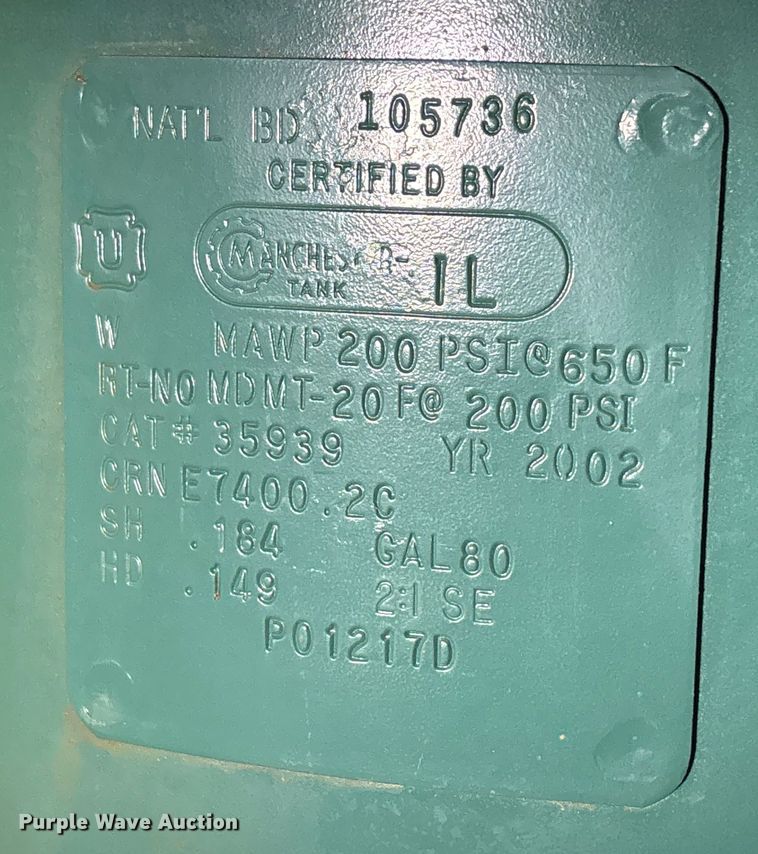 NAT'L BD 105736
CERTIFIED BY
U
MANCHESTER
TANK
IL
W MAWP 200 PSI@650 F
RT-NO MDMT-20 F@ 200 PSI
CAT# 35939 YR 2002
CRN E7400.2C
SH .184 GAL80
HD .149 2:1 SE
P01217D
Purple Wave Auction